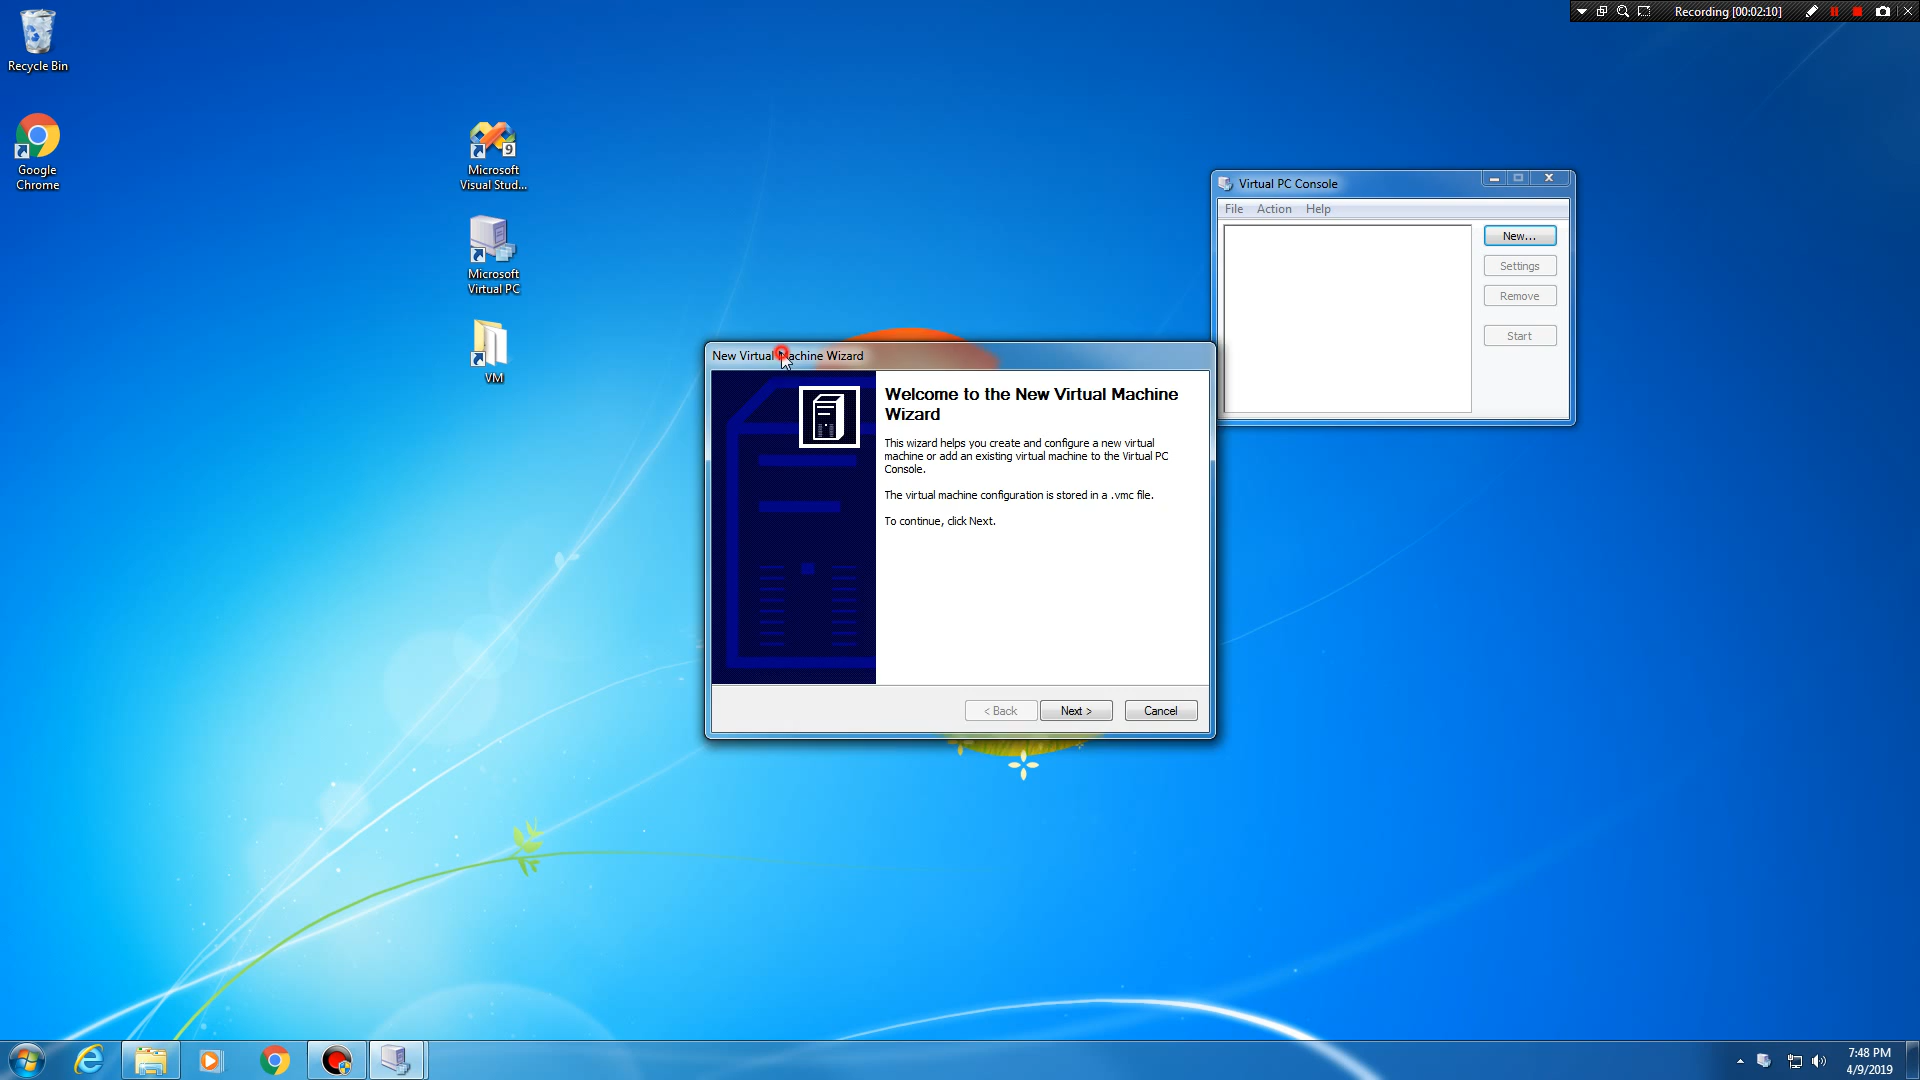 Recording [00:02:10]
Recycle Bin
Google
Chrome
9
Microsoft
Visual Stud...
Microsoft
Virtual PC
VM
Virtual PC Console
File Action Help
New...
Settings
Remove
Start
New Virtual Machine Wizard
Welcome to the New Virtual Machine
Wizard
This wizard helps you create and configure a new virtual
machine or add an existing virtual machine to the Virtual PC
Console.
The virtual machine configuration is stored in a .vmc file.
To continue, click Next.
< Back Next > Cancel
7:48 PM
4/9/2019